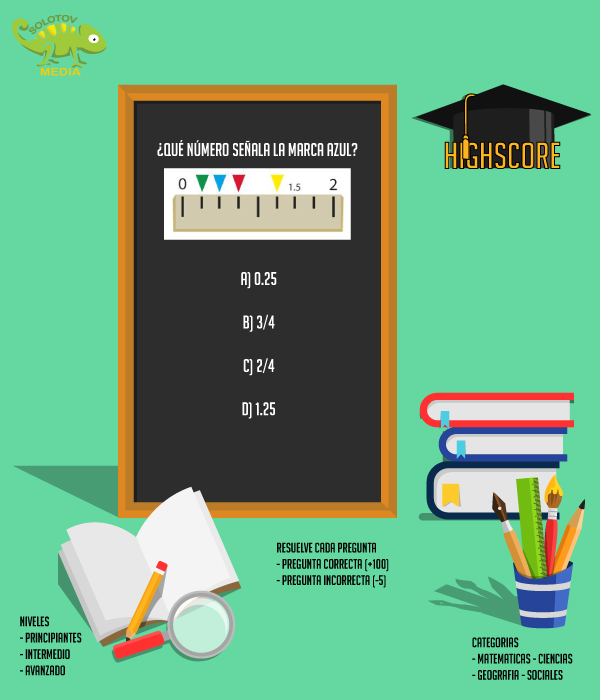 SOLOTOV
MEDIA
HIGHSCORE
¿QUÉ NÚMERO SEÑALA LA MARCA AZUL?
0 1.5 2
A) 0.25
B) 3/4
C) 2/4
D) 1.25
RESUELVE CADA PREGUNTA
- PREGUNTA CORRECTA (+100)
- PREGUNTA INCORRECTA (-5)
NIVELES
- PRINCIPIANTES
- INTERMEDIO
- AVANZADO
CATEGORIAS
- MATEMATICAS - CIENCIAS
- GEOGRAFIA - SOCIALES